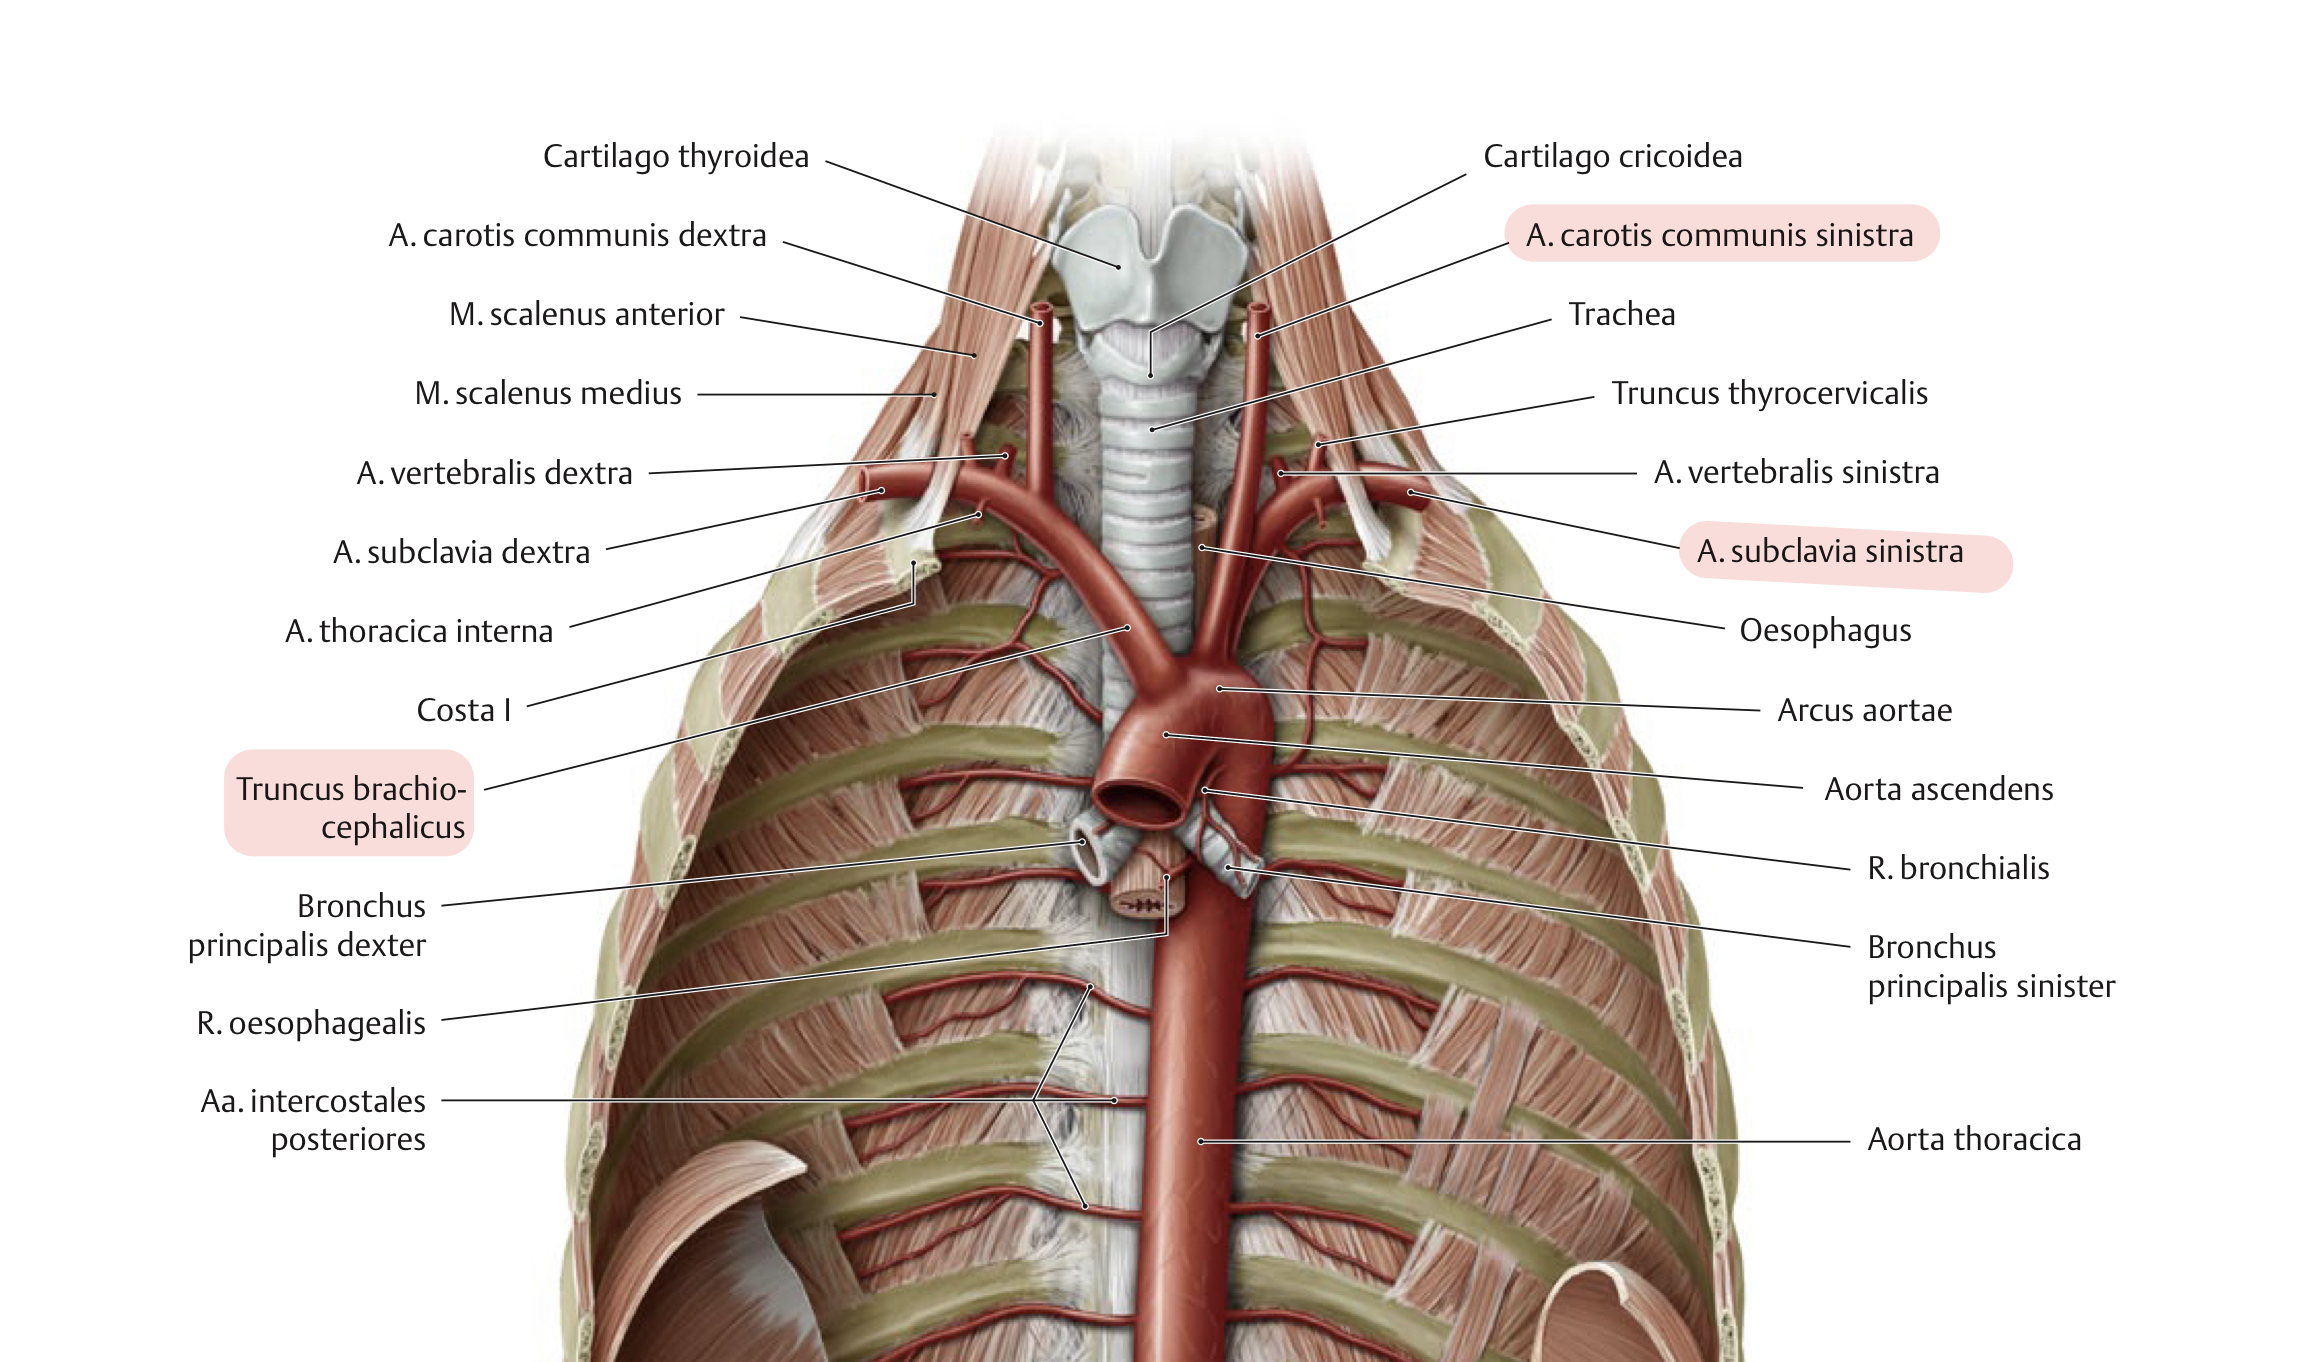 Cartilago thyroidea
A. carotis communis dextra
M. scalenus anterior
M. scalenus medius
A. vertebralis dextra
A. subclavia dextra
A. thoracica interna
Costa I
Truncus brachio-
cephalicus
Bronchus
principalis dexter
R. oesophagealis
Aa. intercostales
posteriores
Cartilago cricoidea
A. carotis communis sinistra
Trachea
Truncus thyrocervicalis
A. vertebralis sinistra
A. subclavia sinistra
Oesophagus
Arcus aortae
Aorta ascendens
R. bronchialis
Bronchus
principalis sinister
Aorta thoracica